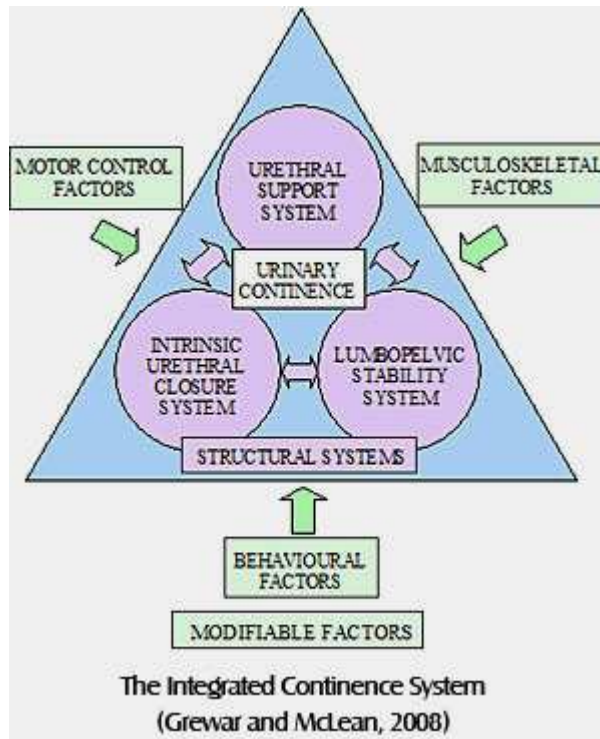 URETHRAL
SUPPORT
SYSTEM
MOTOR CONTROL
FACTORS
MUSCULOSKELETAL
FACTORS
URINARY
CONTINENCE
INTRINSIC
URETHRAL
CLOSURE
SYSTEM
LUMBOPELVIC
STABILITY
SYSTEM
STRUCTURAL SYSTEMS
BEHAVIOURAL
FACTORS
MODIFIABLE FACTORS
The Integrated Continence System
(Grewar and McLean, 2008)